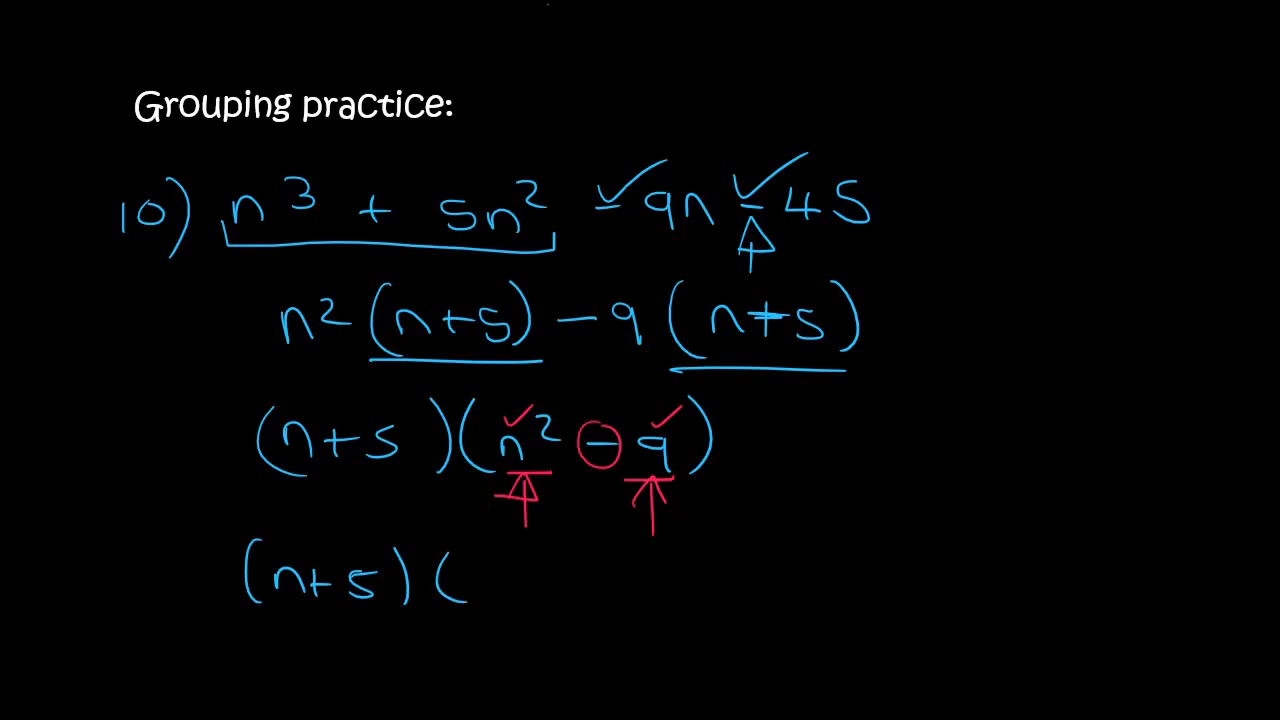 Grouping practice:
10) n³ + 5n² - 9n - 45
n²(n+5) - 9(n+5)
(n+5)(n² - 9)
(n+5)(